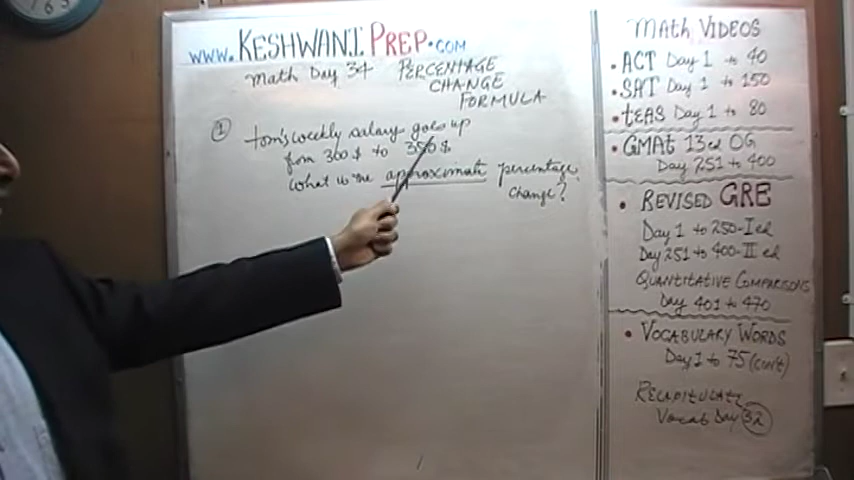 www.KESHWANIPREP.com
Math Day 34 PERCENTAGE
CHANGE
FORMULA
① Tom's weekly salary goes up
from 300$ to 350$
What is the approximate percentage
change?
MATH VIDEOS
• ACT Day 1 to 40
• SAT Day 1 to 150
• tEAS Day 1 to 80
• GMAt 13ed OG
Day 251 to 400
• REVISED GRE
Day 1 to 250-I ed
Day 251 to 400-II ed
QUANTITATIVE COMPARISONS
Day 401 to 470
• VOCABULARY WORDS
Day 1 to 75 (con't)
RECAPITULATE
Vocab Day 32